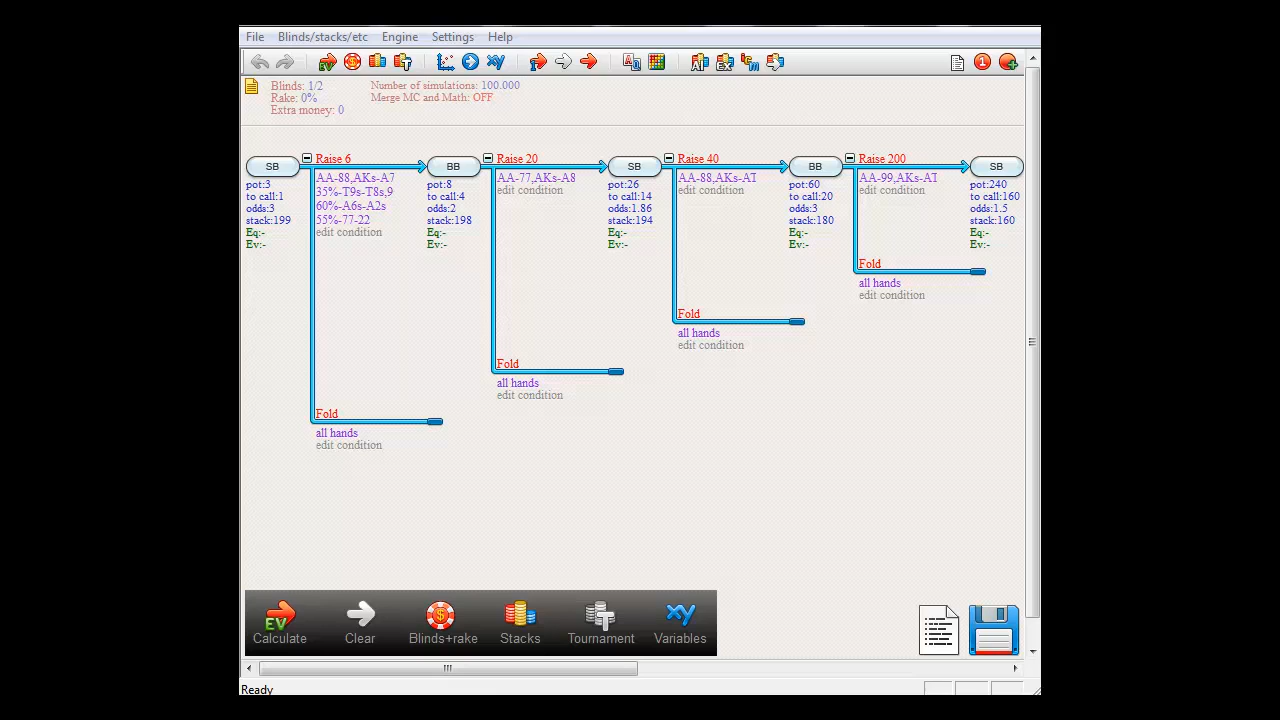 File Blinds/stacks/etc Engine Settings Help
Blinds: 1/2
Rake: 0%
Extra money: 0
Number of simulations: 100.000
Merge MC and Math: OFF
SB
Raise 6
AA-88,AKs-A7
35%-T9s-T8s,9
60%-A6s-A2s
55%-77-22
edit condition
pot:3
to call:1
odds:3
stack:199
Eq:-
Ev:-
Fold
all hands
edit condition
BB
Raise 20
AA-77,AKs-A8
edit condition
pot:8
to call:4
odds:2
stack:198
Eq:-
Ev:-
Fold
all hands
edit condition
SB
Raise 40
AA-88,AKs-AT
edit condition
pot:26
to call:14
odds:1.86
stack:194
Eq:-
Ev:-
Fold
all hands
edit condition
BB
Raise 200
AA-99,AKs-AT
edit condition
pot:60
to call:20
odds:3
stack:180
Eq:-
Ev:-
Fold
all hands
edit condition
SB
pot:240
to call:160
odds:1.5
stack:160
Eq:-
Ev:-
EV
Calculate Clear Blinds+rake Stacks Tournament Variables
Ready